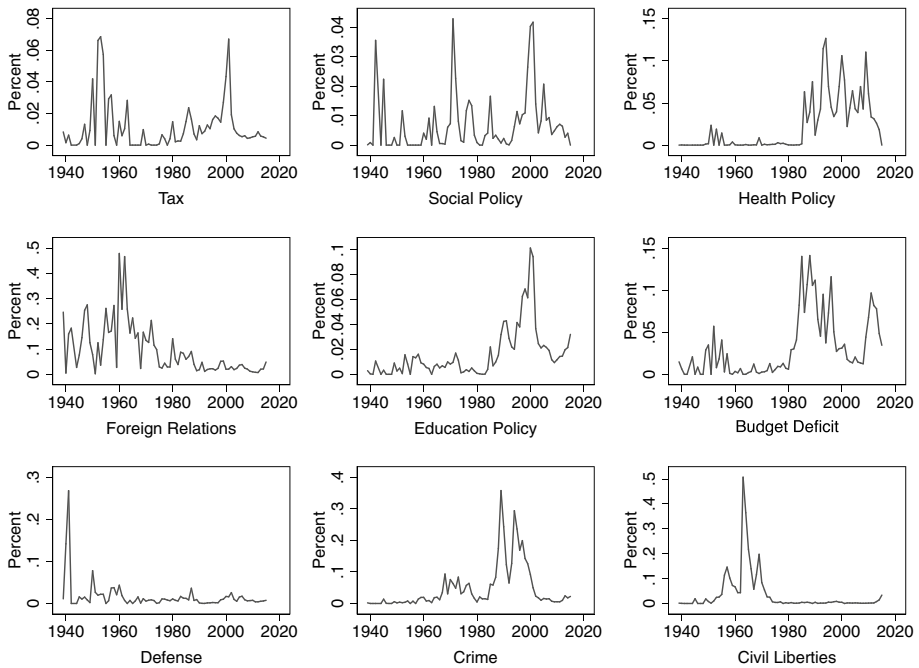 Percent
0 .02 .04 .06 .08
1940 1960 1980 2000 2020
Tax
Percent
0 .01 .02 .03 .04
1940 1960 1980 2000 2020
Social Policy
Percent
0 .05 .1 .15
1940 1960 1980 2000 2020
Health Policy
Percent
0 .1 .2 .3 .4 .5
1940 1960 1980 2000 2020
Foreign Relations
Percent
0 .02 .04 .06 .08 .1
1940 1960 1980 2000 2020
Education Policy
Percent
0 .05 .1 .15
1940 1960 1980 2000 2020
Budget Deficit
Percent
0 .1 .2 .3
1940 1960 1980 2000 2020
Defense
Percent
0 .1 .2 .3 .4
1940 1960 1980 2000 2020
Crime
Percent
0 .1 .2 .3 .4 .5
1940 1960 1980 2000 2020
Civil Liberties